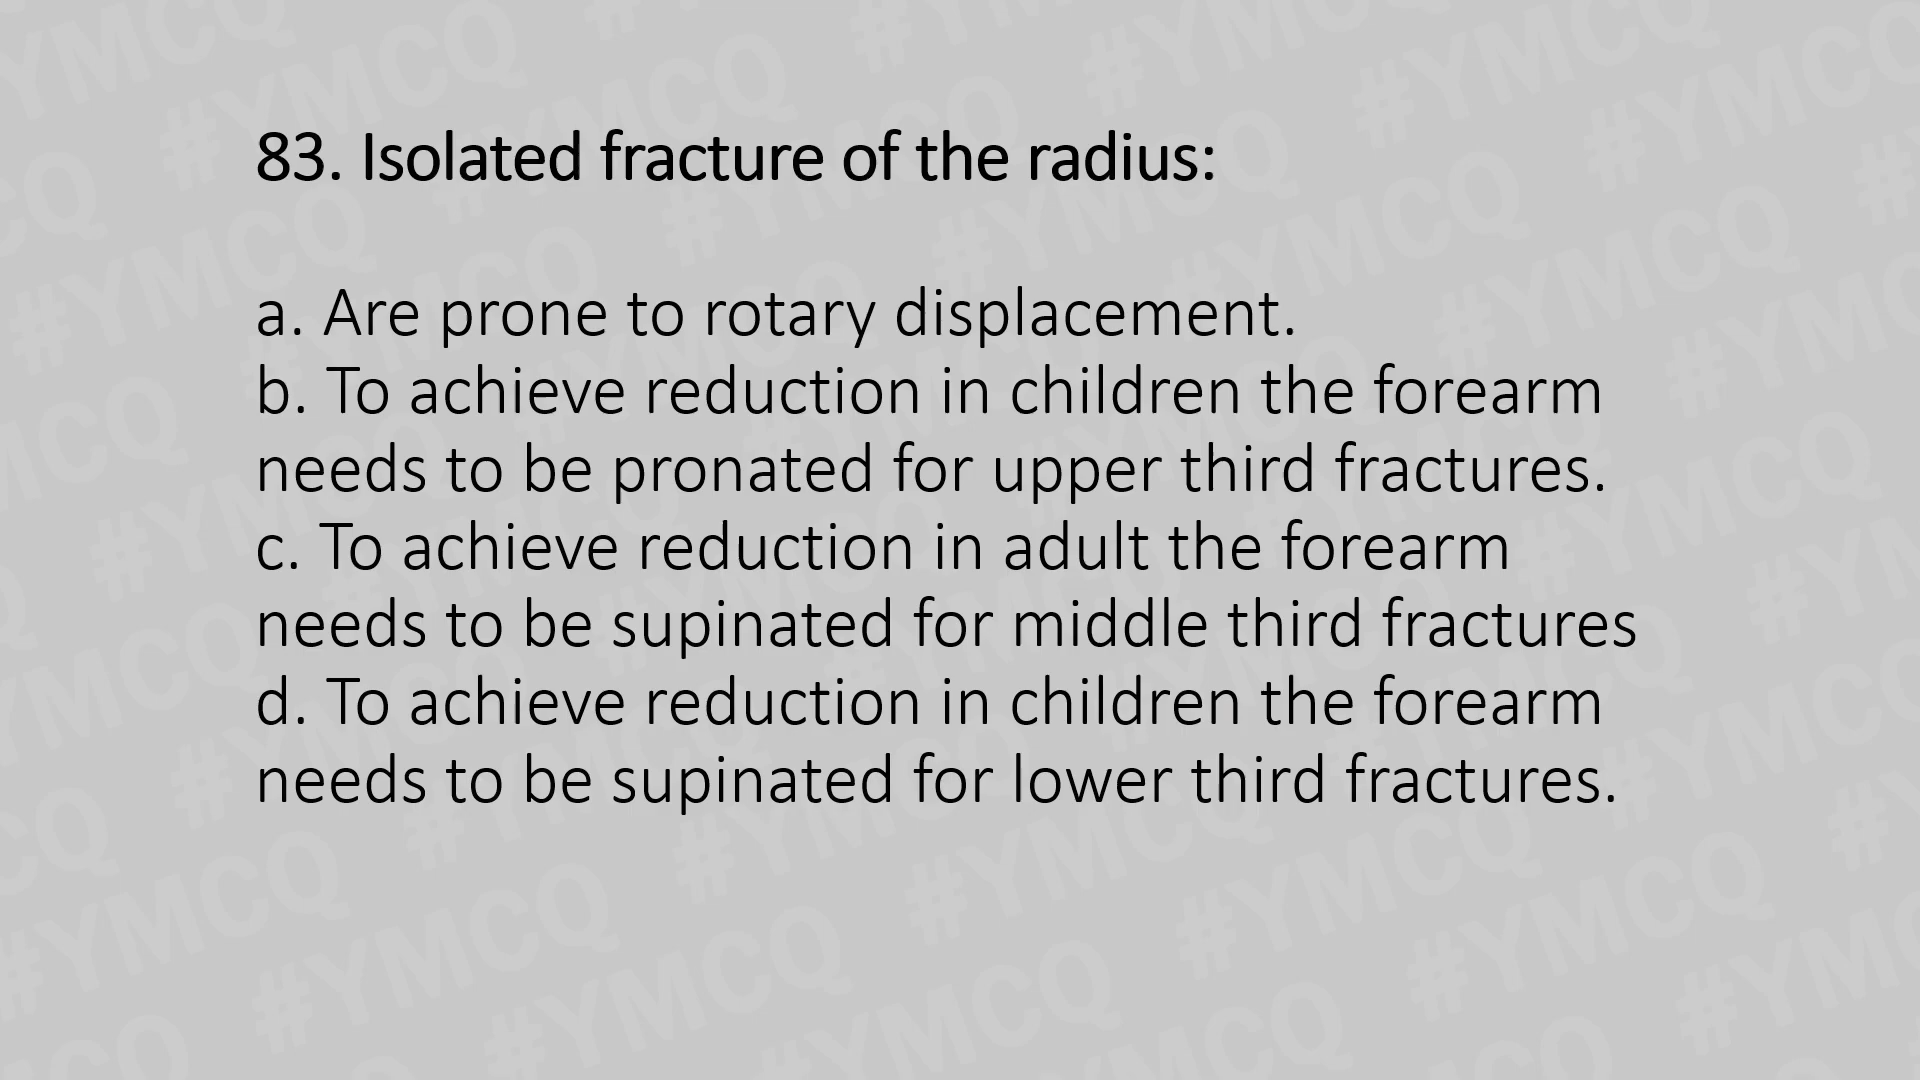 83. Isolated fracture of the radius:
a. Are prone to rotary displacement.
b. To achieve reduction in children the forearm
needs to be pronated for upper third fractures.
c. To achieve reduction in adult the forearm
needs to be supinated for middle third fractures
d. To achieve reduction in children the forearm
needs to be supinated for lower third fractures.
#YMCQ